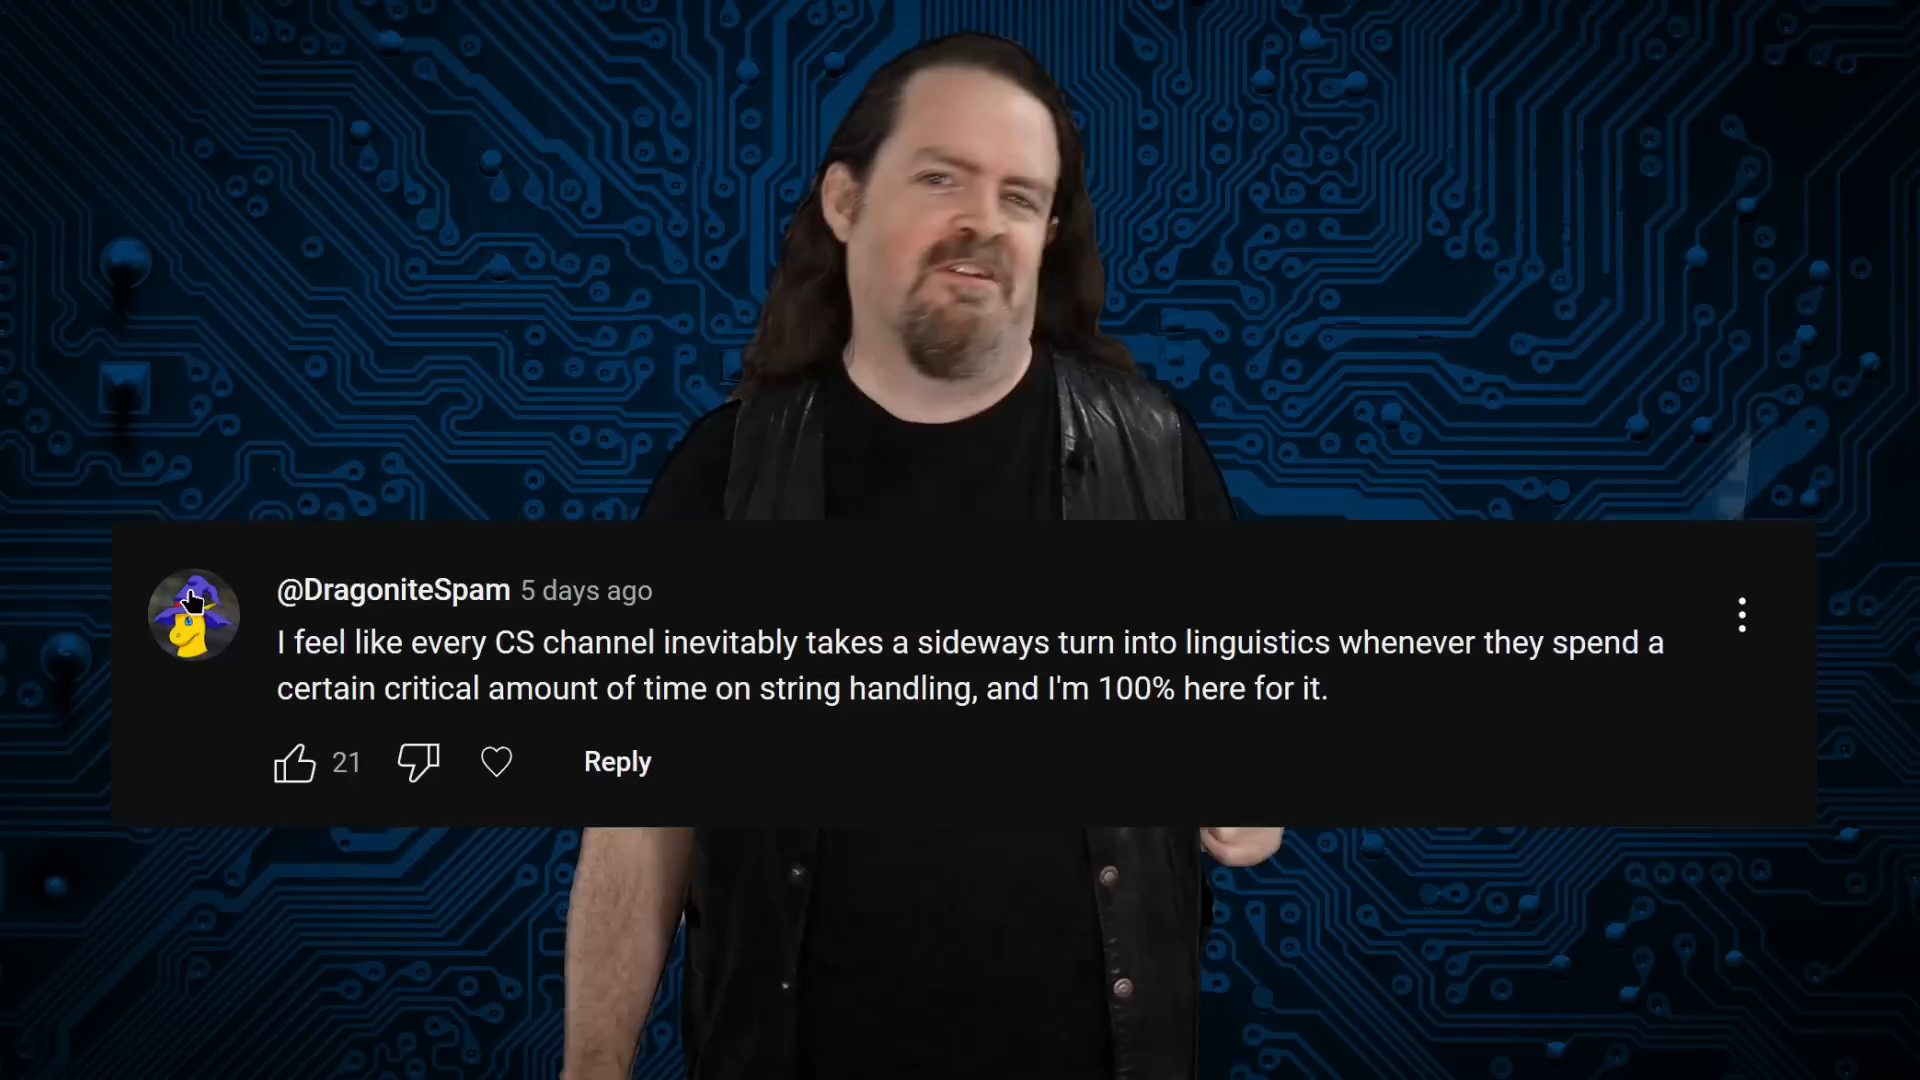 @DragoniteSpam 5 days ago
I feel like every CS channel inevitably takes a sideways turn into linguistics whenever they spend a
certain critical amount of time on string handling, and I'm 100% here for it.
21 Reply